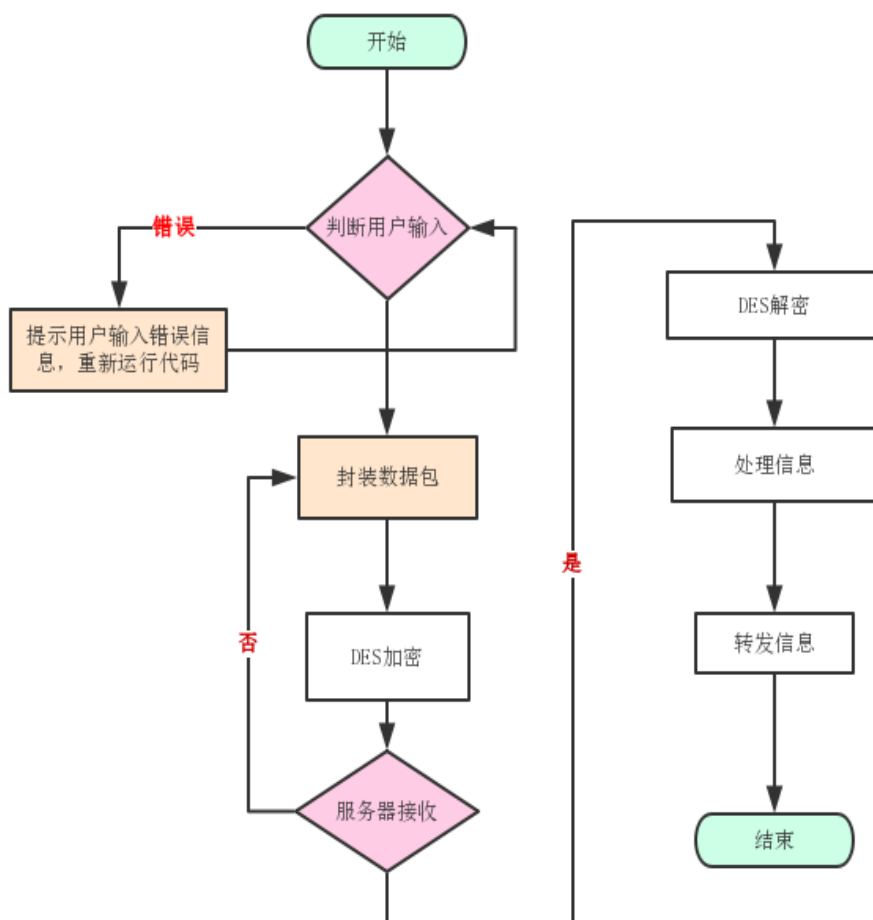 开始
判断用户输入
错误
提示用户输入错误信
息，重新运行代码
封装数据包
DES加密
否
服务器接收
是
DES解密
处理信息
转发信息
结束